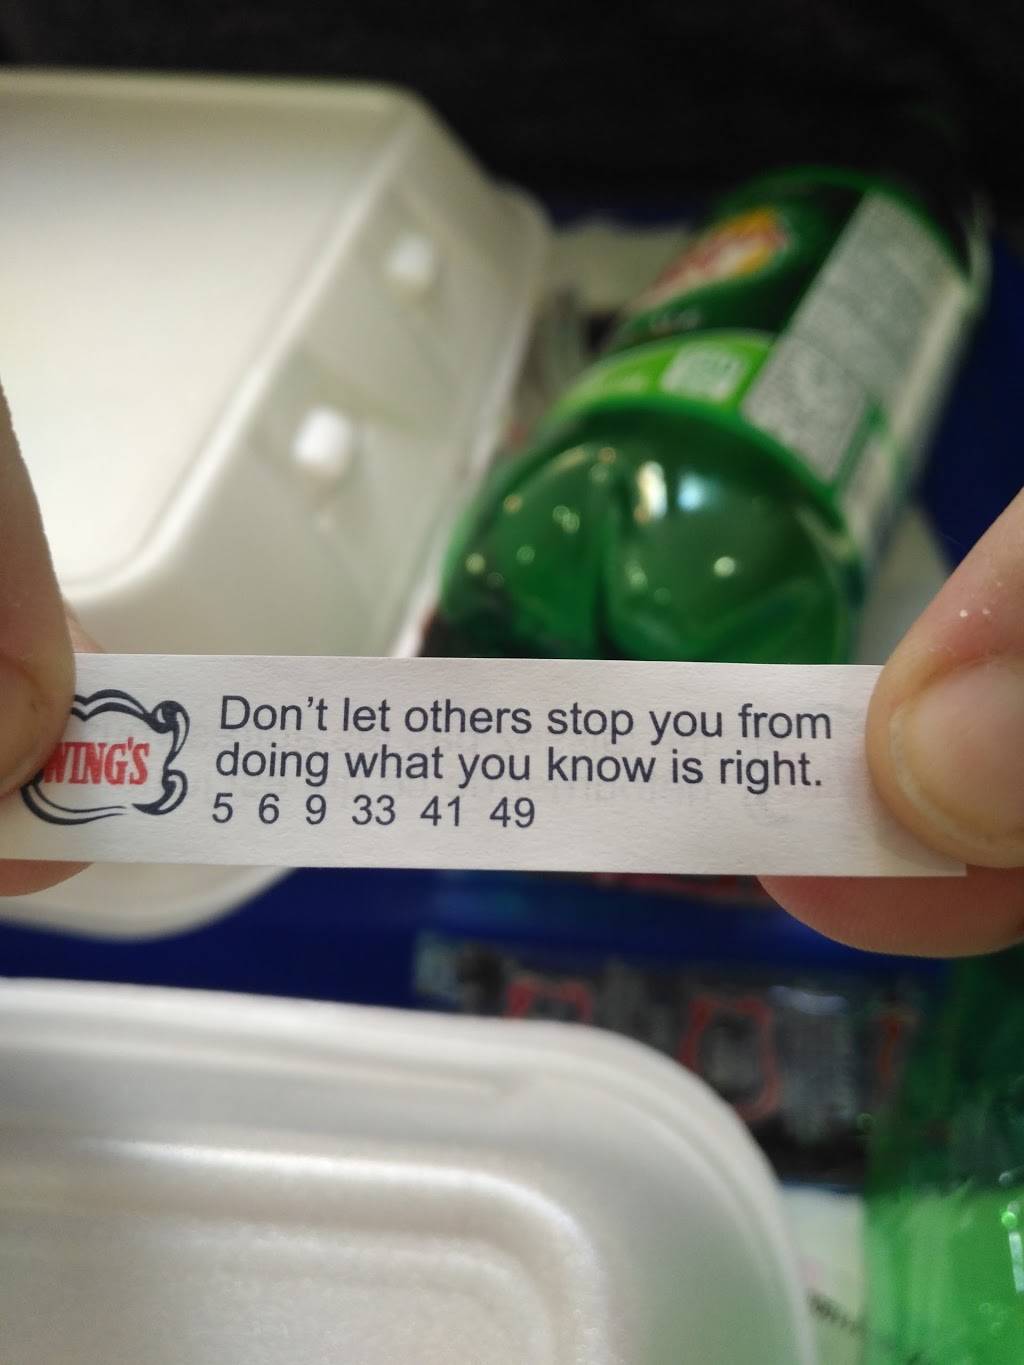 WING'S
Don't let others stop you from
doing what you know is right.
5 6 9 33 41 49